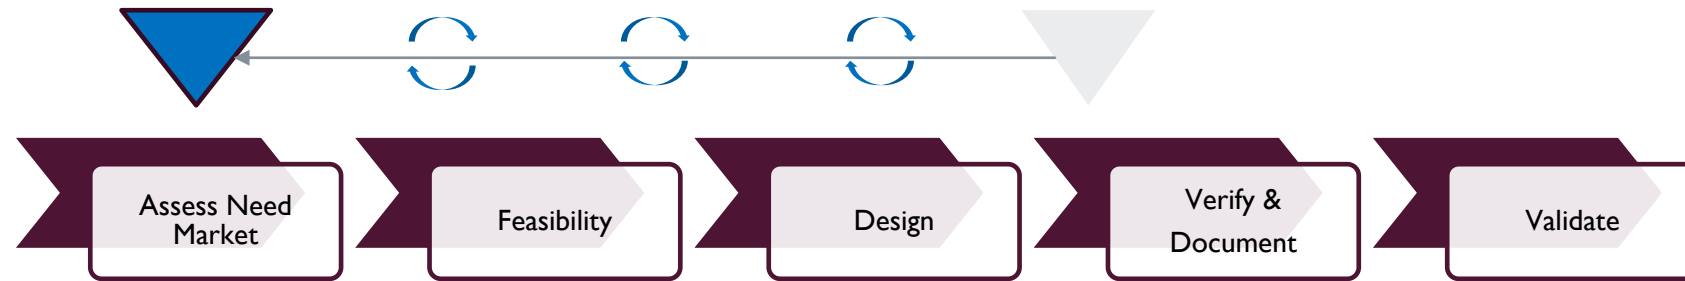 Assess Need
Market
Feasibility
Design
Verify &
Document
Validate